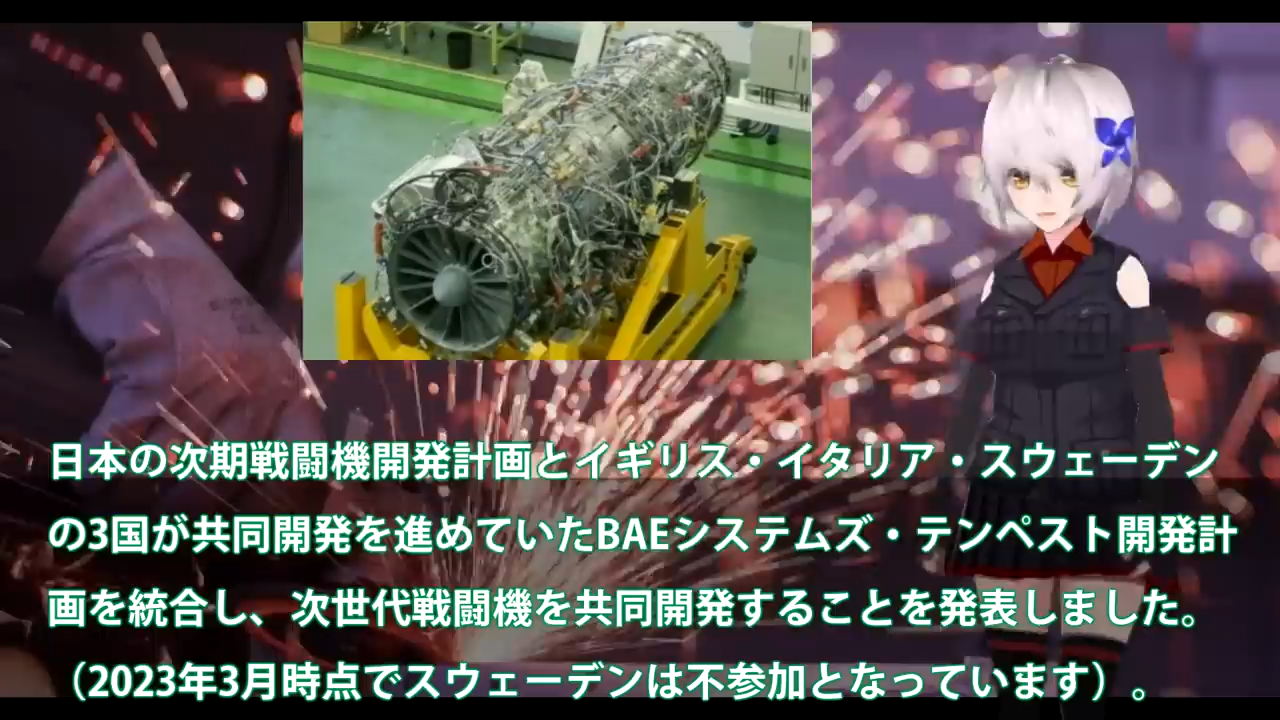 日本の次期戦闘機開発計画とイギリス・イタリア・スウェーデン
の3国が共同開発を進めていたBAEシステムズ・テンペスト開発計
画を統合し、次世代戦闘機を共同開発することを発表しました。
（2023年3月時点でスウェーデンは不参加となっています）。